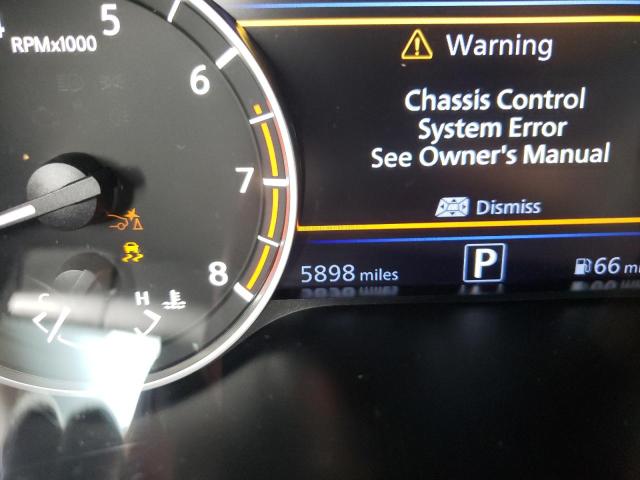 5
RPMx1000
6
7
8
C
H
Warning
Chassis Control
System Error
See Owner's Manual
Dismiss
5898 miles
P
66